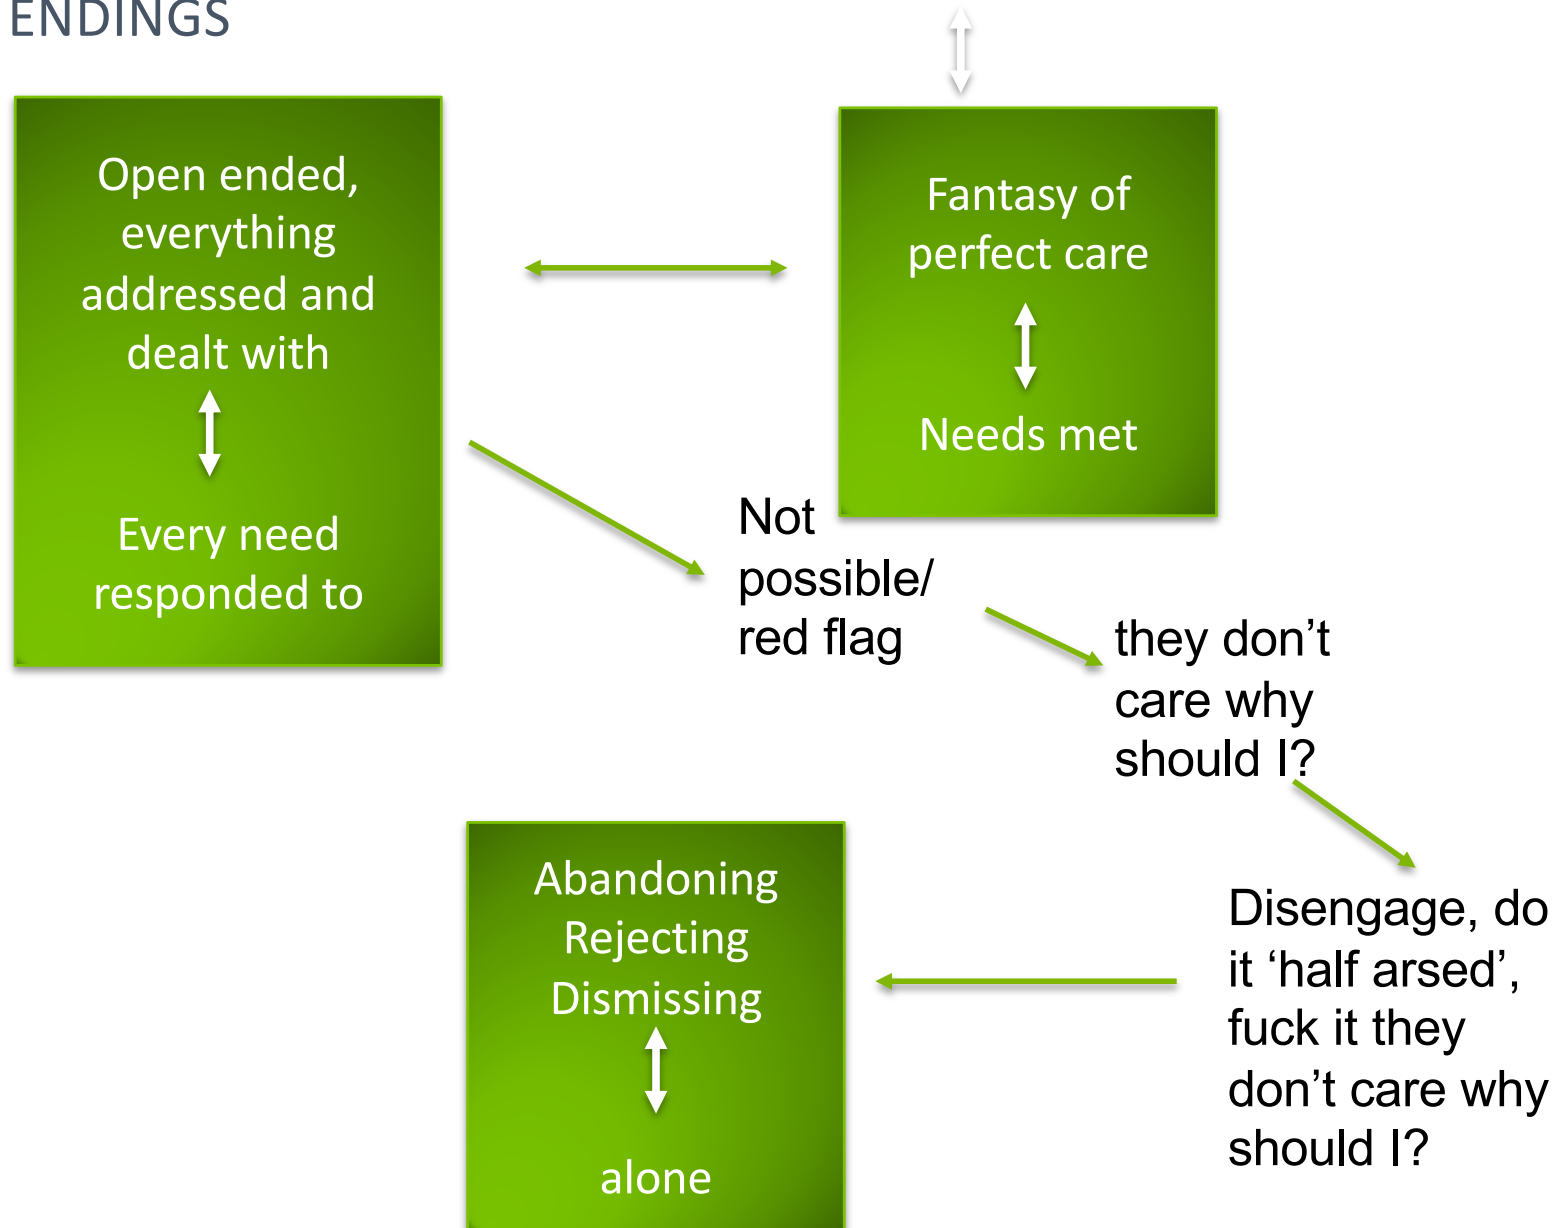 ENDINGS
Open ended,
everything
addressed and
dealt with
Every need
responded to
Fantasy of
perfect care
Needs met
Not
possible/
red flag
they don’t
care why
should I?
Disengage, do
it ‘half arsed’,
fuck it they
don’t care why
should I?
Abandoning
Rejecting
Dismissing
alone